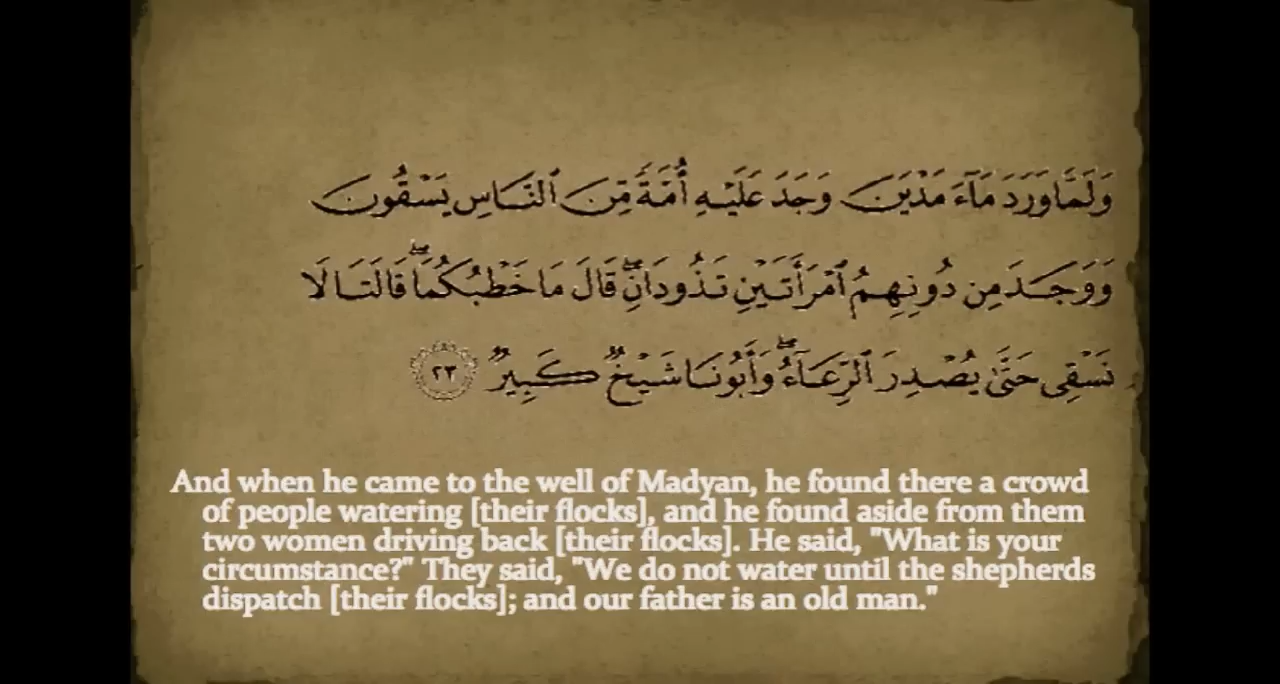 وَلَمَّا وَرَدَ مَآءَ مَدْيَنَ وَجَدَ عَلَيْهِ أُمَّةً مِّنَ ٱلنَّاسِ يَسْقُونَ
وَوَجَدَ مِن دُونِهِمُ ٱمْرَأَتَيْنِ تَذُودَانِۖ قَالَ مَا خَطْبُكُمَاۖ قَالَتَا لَا
نَسْقِى حَتَّىٰ يُصْدِرَ ٱلرِّعَآءُۖ وَأَبُونَا شَيْخٌ كَبِيرٌ ٢٣
And when he came to the well of Madyan, he found there a crowd
of people watering [their flocks], and he found aside from them
two women driving back [their flocks]. He said, "What is your
circumstance?" They said, "We do not water until the shepherds
dispatch [their flocks]; and our father is an old man."